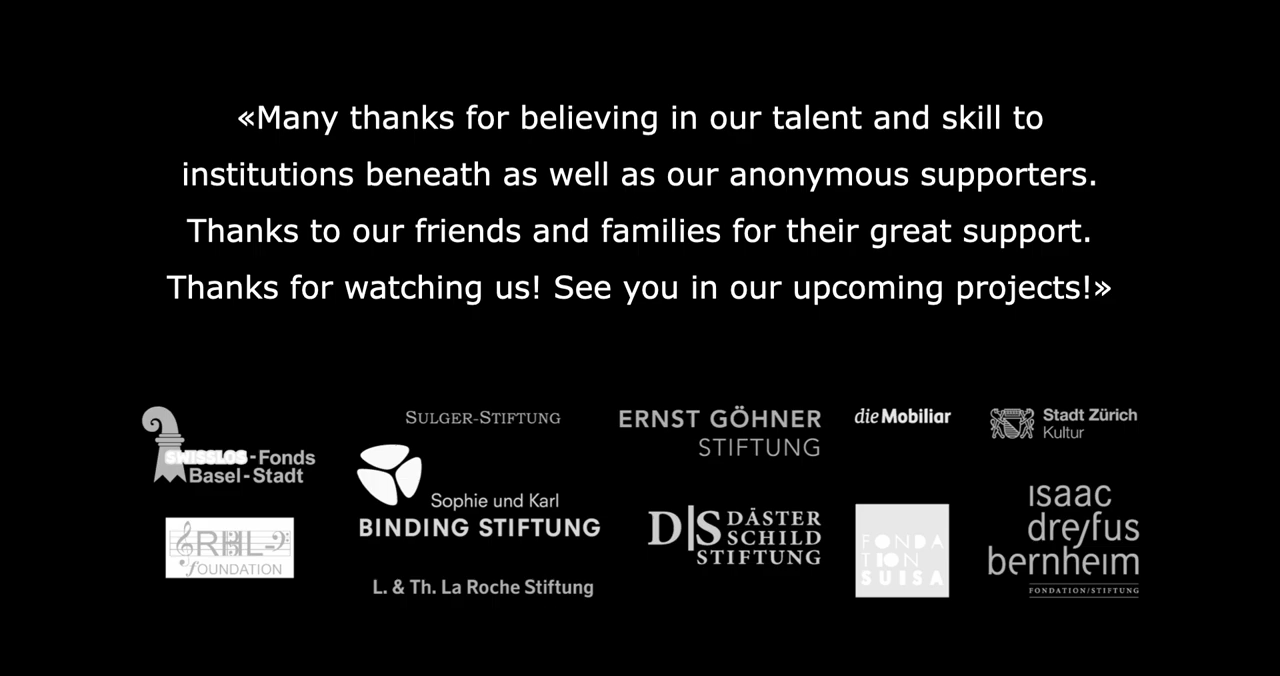 «Many thanks for believing in our talent and skill to
institutions beneath as well as our anonymous supporters.
Thanks to our friends and families for their great support.
Thanks for watching us! See you in our upcoming projects!»
SWISSLOS-Fonds
Basel-Stadt
SULGER-STIFTUNG
ERNST GÖHNER
STIFTUNG
die Mobiliar
Stadt Zürich
Kultur
Sophie und Karl
BINDING STIFTUNG
RHL-
FOUNDATION
L. & Th. La Roche Stiftung
D|S DÄSTER
SCHILD
STIFTUNG
FONDA
TION
SUISA
isaac
dreyfus
bernheim
FONDATION/STIFTUNG